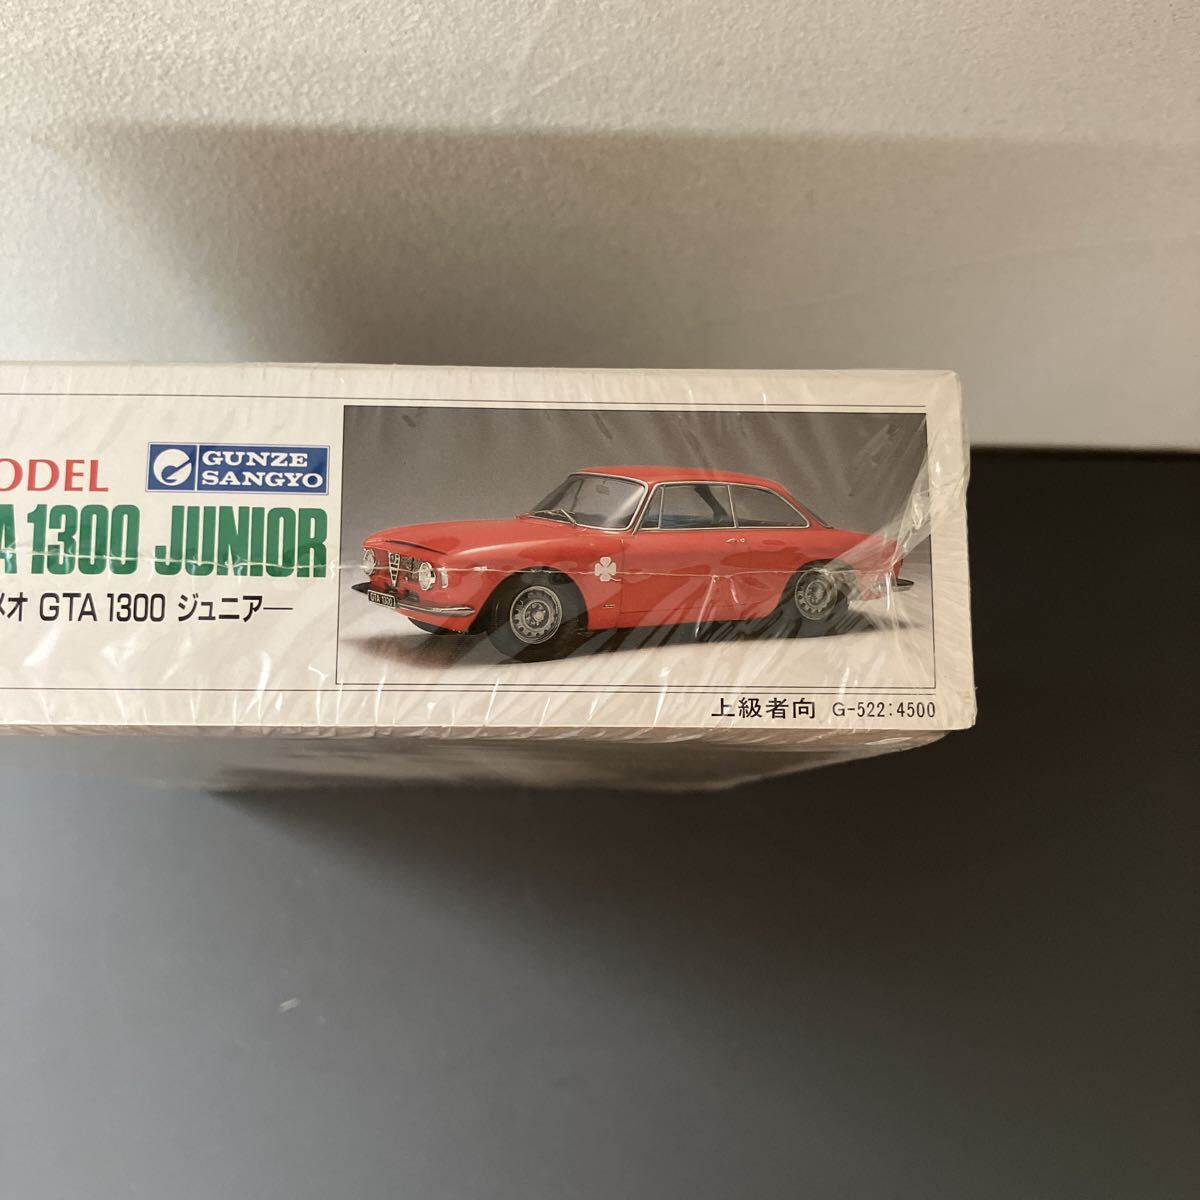 ODEL
GUNZE
SANGYO
A 1300 JUNIOR
メオ GTA 1300 ジュニアー
GTA 1300
上級者向 G-522:4500